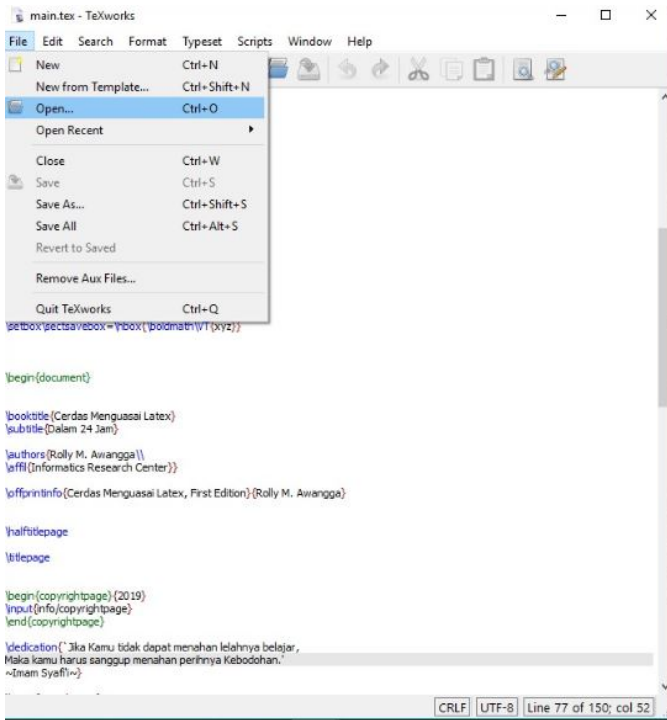 main.tex - TeXworks
File Edit Search Format Typeset Scripts Window Help
New Ctrl+N
New from Template... Ctrl+Shift+N
Open... Ctrl+O
Open Recent
Close Ctrl+W
Save Ctrl+S
Save As... Ctrl+Shift+S
Save All Ctrl+Alt+S
Revert to Saved
Remove Aux Files...
Quit TeXworks Ctrl+Q
\setbox\sectsavebox=\hbox{\boldmath\VT{xyz}}
\begin{document}
\booktitle{Cerdas Menguasai Latex}
\subtitle{Dalam 24 Jam}
\authors{Rolly M. Awangga\\
\affil{Informatics Research Center}}
\offprintinfo{Cerdas Menguasai Latex, First Edition}{Rolly M. Awangga}
\halftitlepage
\titlepage
\begin{copyrightpage}{2019}
\input{info/copyrightpage}
\end{copyrightpage}
\dedication{`Jika Kamu tidak dapat menahan lelahnya belajar,
Maka kamu harus sanggup menahan perihnya Kebodohan.'
~Imam Syafi'i~}
CRLF UTF-8 Line 77 of 150; col 52